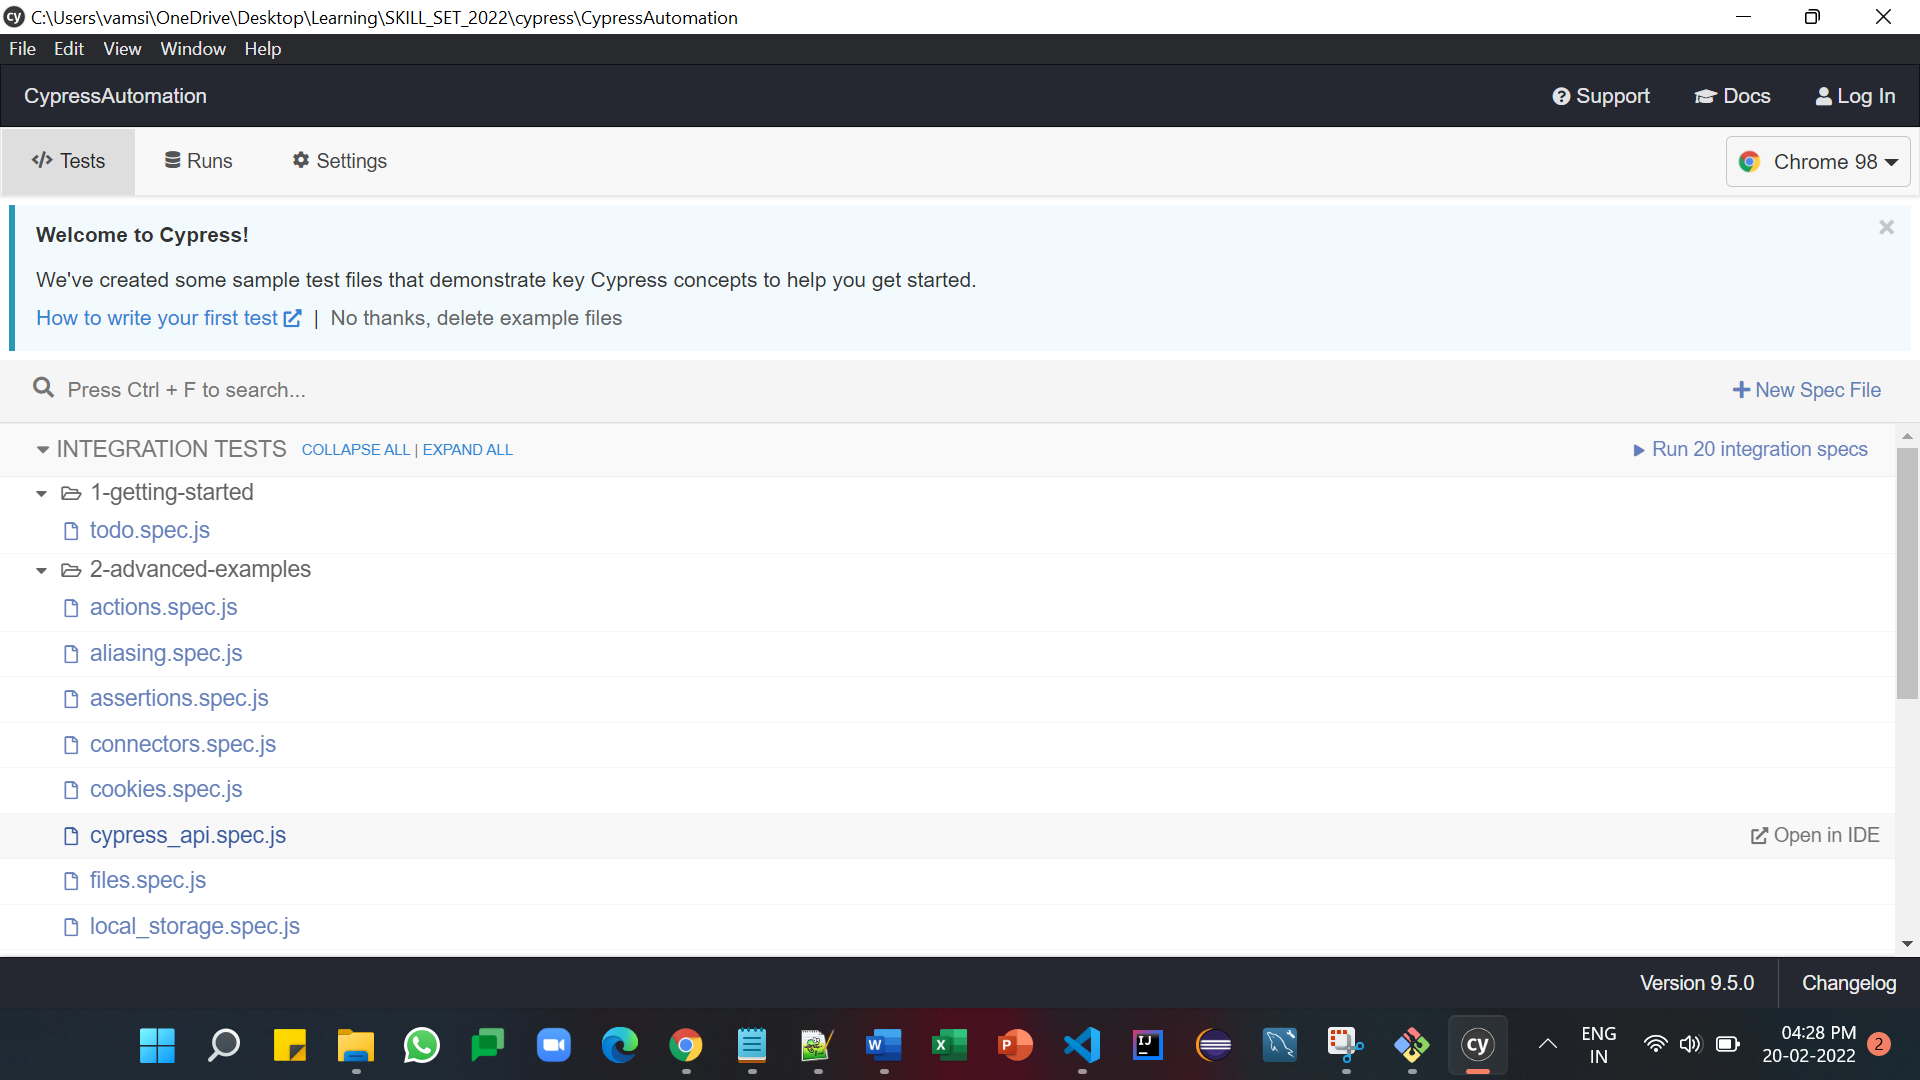 cy C:\Users\vamsi\OneDrive\Desktop\Learning\SKILL_SET_2022\cypress\CypressAutomation
File Edit View Window Help
CypressAutomation Support Docs Log In
</> Tests Runs Settings Chrome 98
Welcome to Cypress!
We've created some sample test files that demonstrate key Cypress concepts to help you get started.
How to write your first test | No thanks, delete example files
Press Ctrl + F to search... + New Spec File
INTEGRATION TESTS COLLAPSE ALL | EXPAND ALL Run 20 integration specs
1-getting-started
todo.spec.js
2-advanced-examples
actions.spec.js
aliasing.spec.js
assertions.spec.js
connectors.spec.js
cookies.spec.js
cypress_api.spec.js Open in IDE
files.spec.js
local_storage.spec.js
Version 9.5.0 Changelog
W X P IJ cy ENG IN 04:28 PM 20-02-2022 2